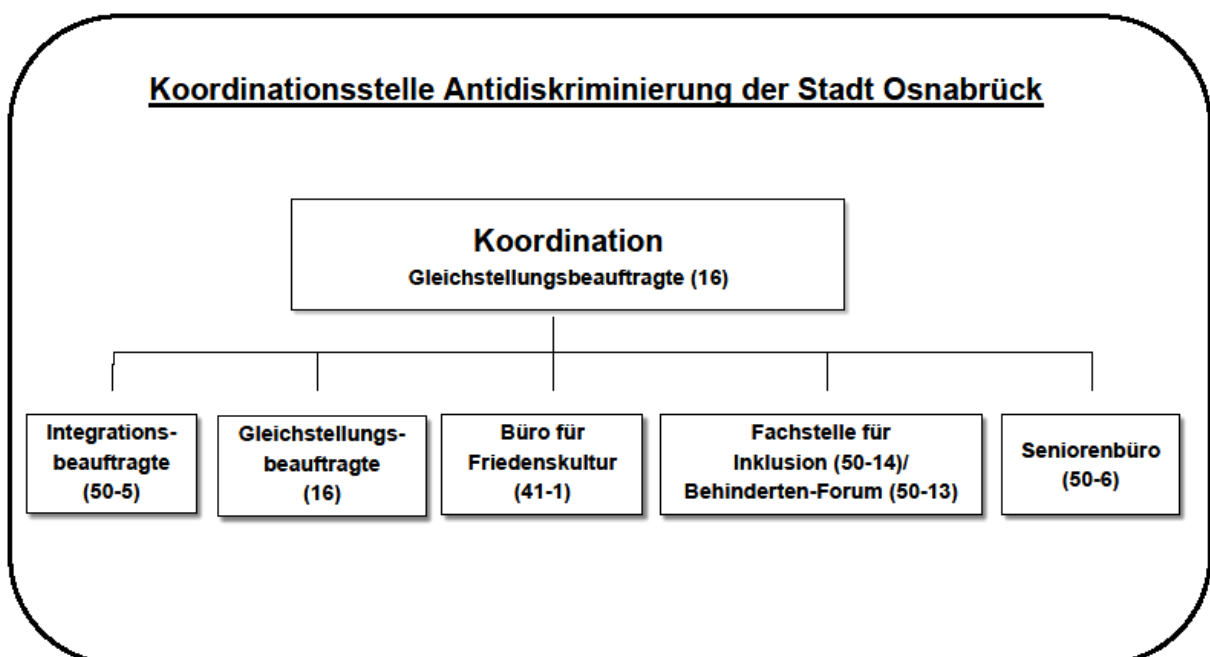 Koordinationsstelle Antidiskriminierung der Stadt Osnabrück
Koordination
Gleichstellungsbeauftragte (16)
Integrations-
beauftragte
(50-5)
Gleichstellungs-
beauftragte
(16)
Büro für
Friedenskultur
(41-1)
Fachstelle für
Inklusion (50-14)/
Behinderten-Forum (50-13)
Seniorenbüro
(50-6)